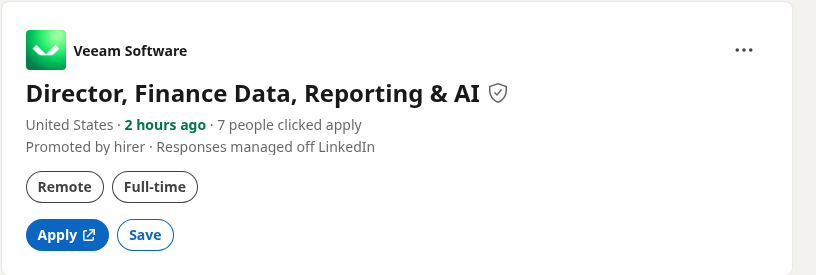 Veeam Software
Director, Finance Data, Reporting & AI
United States · 2 hours ago · 7 people clicked apply
Promoted by hirer · Responses managed off LinkedIn
Remote Full-time
Apply Save